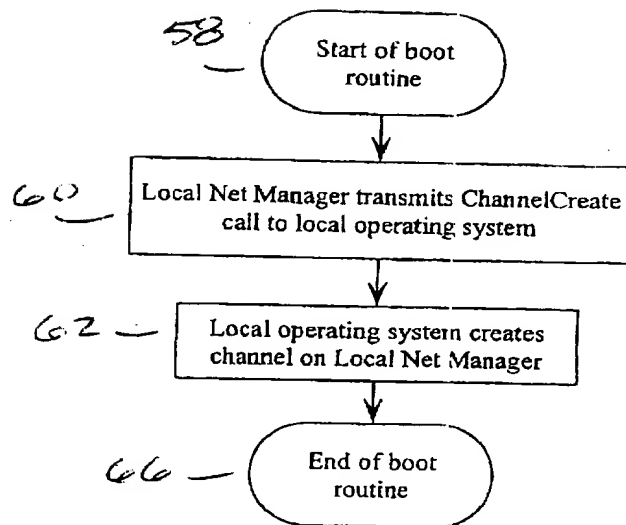 58
Start of boot
routine
60
Local Net Manager transmits ChannelCreate
call to local operating system
62
Local operating system creates
channel on Local Net Manager
66
End of boot
routine